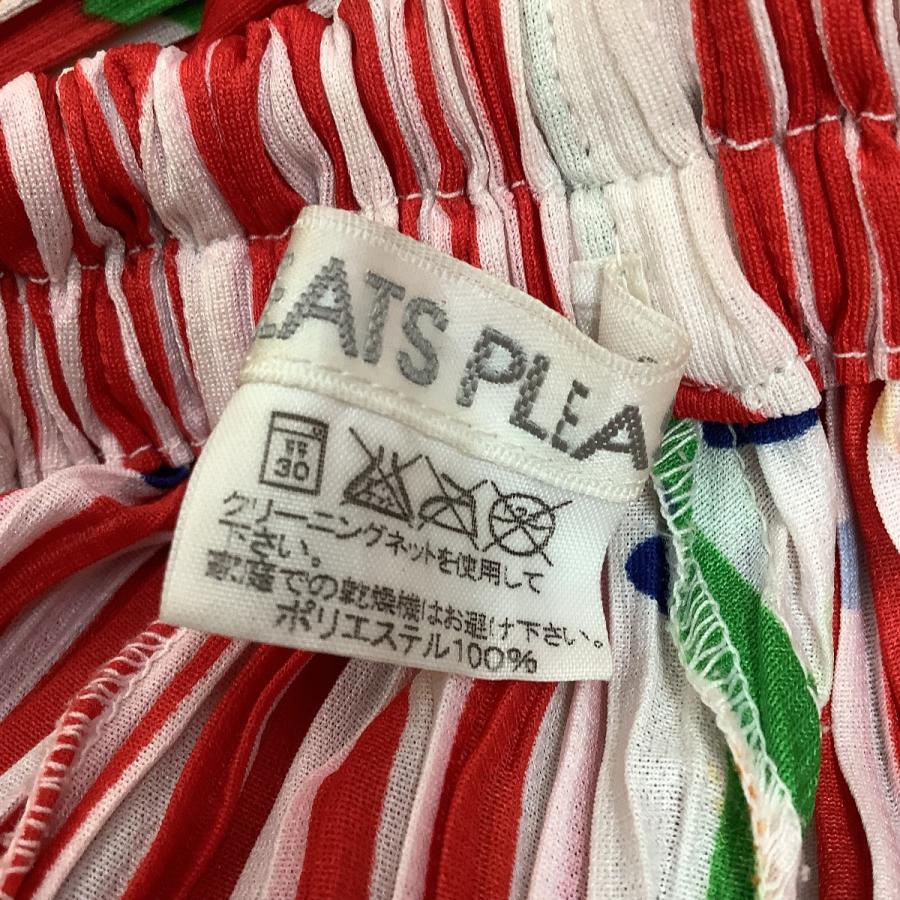 EATS PLEA
弱
30
クリーニングネットを使用して
下さい。
家庭での乾燥機はお避け下さい。
ポリエステル100%